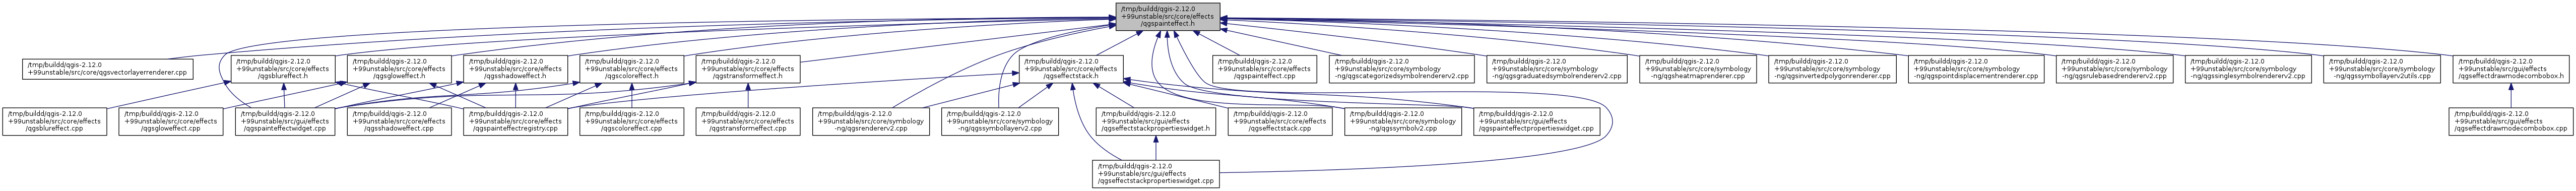 /tmp/buildd/qgis-2.12.0
+99unstable/src/core/effects
/qgspainteffect.h
/tmp/buildd/qgis-2.12.0
+99unstable/src/core/qgsvectorlayerrenderer.cpp
/tmp/buildd/qgis-2.12.0
+99unstable/src/core/effects
/qgsblureffect.h
/tmp/buildd/qgis-2.12.0
+99unstable/src/core/effects
/qgsgloweffect.h
/tmp/buildd/qgis-2.12.0
+99unstable/src/core/effects
/qgsshadoweffect.h
/tmp/buildd/qgis-2.12.0
+99unstable/src/core/effects
/qgscoloreffect.h
/tmp/buildd/qgis-2.12.0
+99unstable/src/core/effects
/qgstransformeffect.h
/tmp/buildd/qgis-2.12.0
+99unstable/src/core/effects
/qgseffectstack.h
/tmp/buildd/qgis-2.12.0
+99unstable/src/core/effects
/qgspainteffect.cpp
/tmp/buildd/qgis-2.12.0
+99unstable/src/core/symbology
-ng/qgscategorizedsymbolrendererv2.cpp
/tmp/buildd/qgis-2.12.0
+99unstable/src/core/symbology
-ng/qgsgraduatedsymbolrendererv2.cpp
/tmp/buildd/qgis-2.12.0
+99unstable/src/core/symbology
-ng/qgsheatmaprenderer.cpp
/tmp/buildd/qgis-2.12.0
+99unstable/src/core/symbology
-ng/qgsinvertedpolygonrenderer.cpp
/tmp/buildd/qgis-2.12.0
+99unstable/src/core/symbology
-ng/qgspointdisplacementrenderer.cpp
/tmp/buildd/qgis-2.12.0
+99unstable/src/core/symbology
-ng/qgsrulebasedrendererv2.cpp
/tmp/buildd/qgis-2.12.0
+99unstable/src/core/symbology
-ng/qgssinglesymbolrendererv2.cpp
/tmp/buildd/qgis-2.12.0
+99unstable/src/core/symbology
-ng/qgssymbollayerv2utils.cpp
/tmp/buildd/qgis-2.12.0
+99unstable/src/gui/effects
/qgseffectdrawmodecombobox.h
/tmp/buildd/qgis-2.12.0
+99unstable/src/core/effects
/qgsblureffect.cpp
/tmp/buildd/qgis-2.12.0
+99unstable/src/core/effects
/qgsgloweffect.cpp
/tmp/buildd/qgis-2.12.0
+99unstable/src/gui/effects
/qgspainteffectwidget.cpp
/tmp/buildd/qgis-2.12.0
+99unstable/src/core/effects
/qgsshadoweffect.cpp
/tmp/buildd/qgis-2.12.0
+99unstable/src/core/effects
/qgspainteffectregistry.cpp
/tmp/buildd/qgis-2.12.0
+99unstable/src/core/effects
/qgscoloreffect.cpp
/tmp/buildd/qgis-2.12.0
+99unstable/src/core/effects
/qgstransformeffect.cpp
/tmp/buildd/qgis-2.12.0
+99unstable/src/core/symbology
-ng/qgsrendererv2.cpp
/tmp/buildd/qgis-2.12.0
+99unstable/src/core/symbology
-ng/qgssymbollayerv2.cpp
/tmp/buildd/qgis-2.12.0
+99unstable/src/gui/effects
/qgseffectstackpropertieswidget.h
/tmp/buildd/qgis-2.12.0
+99unstable/src/core/effects
/qgseffectstack.cpp
/tmp/buildd/qgis-2.12.0
+99unstable/src/core/symbology
-ng/qgssymbolv2.cpp
/tmp/buildd/qgis-2.12.0
+99unstable/src/gui/effects
/qgspainteffectpropertieswidget.cpp
/tmp/buildd/qgis-2.12.0
+99unstable/src/gui/effects
/qgseffectdrawmodecombobox.cpp
/tmp/buildd/qgis-2.12.0
+99unstable/src/gui/effects
/qgseffectstackpropertieswidget.cpp